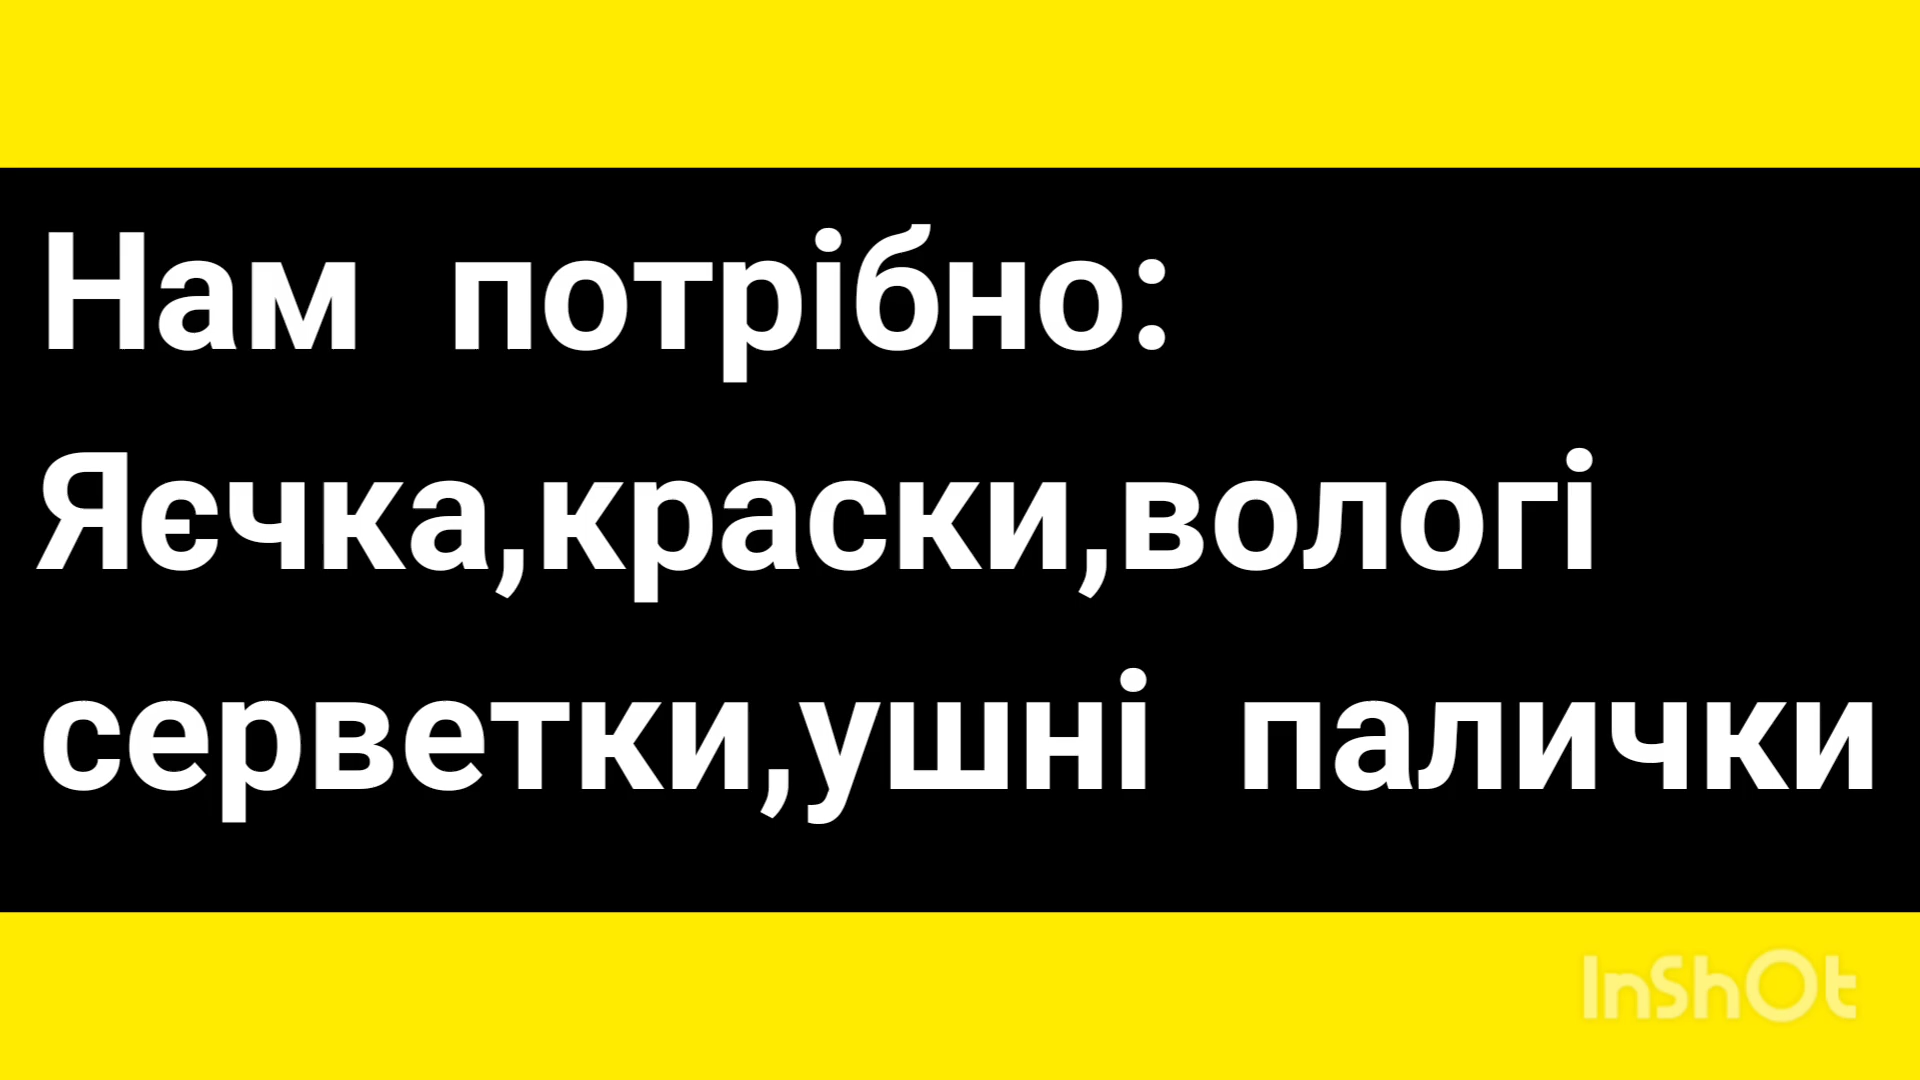 Нам потрібно:
Яєчка,краски,вологі
серветки,ушні палички
InShOt